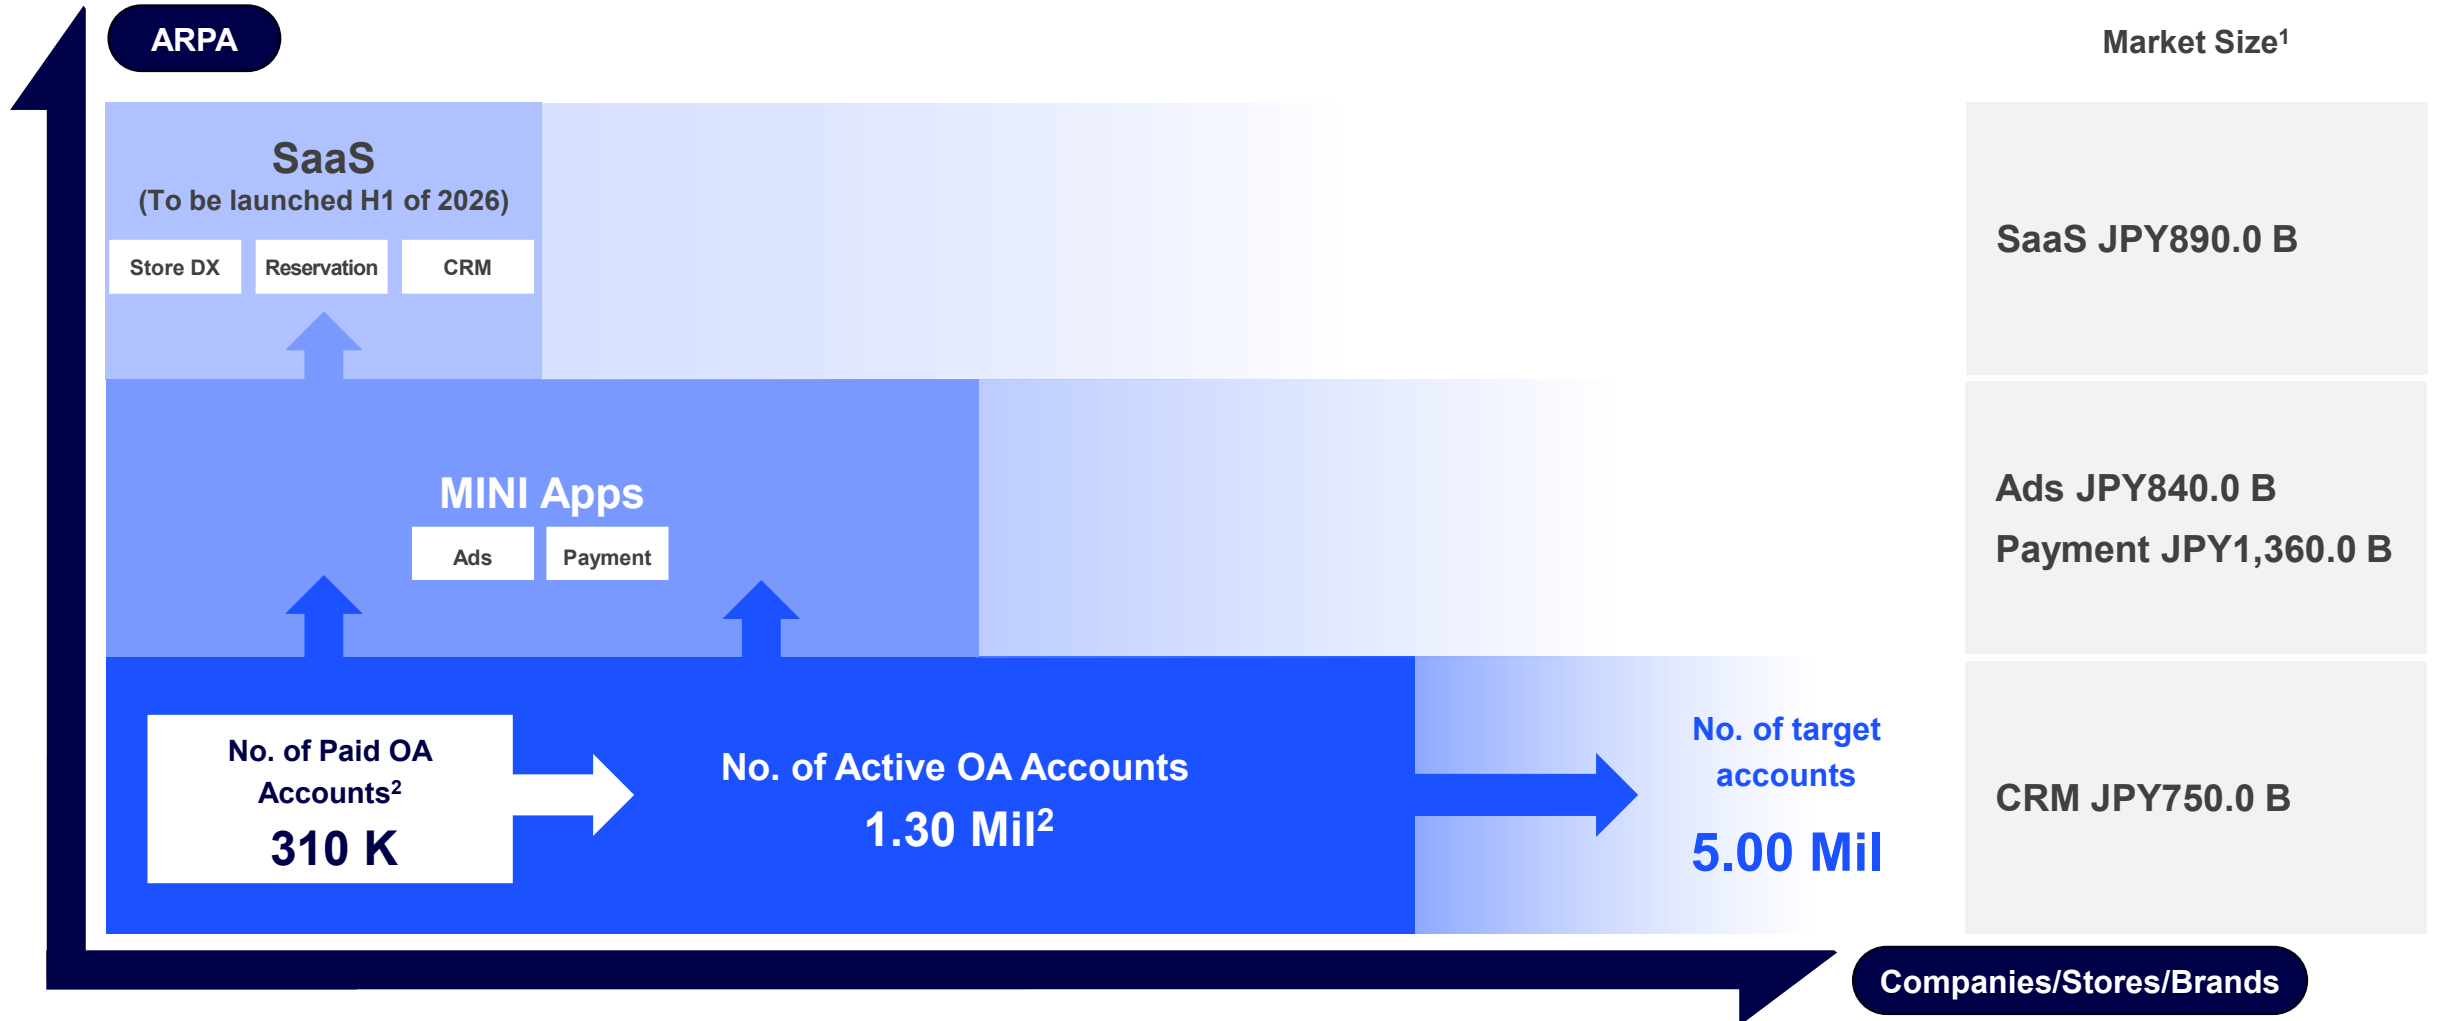 ARPA
Market Size¹
SaaS
(To be launched H1 of 2026)
Store DX
Reservation
CRM
SaaS JPY890.0 B
MINI Apps
Ads
Payment
Ads JPY840.0 B
Payment JPY1,360.0 B
No. of Paid OA
Accounts²
310 K
No. of Active OA Accounts
1.30 Mil²
No. of target
accounts
5.00 Mil
CRM JPY750.0 B
Companies/Stores/Brands